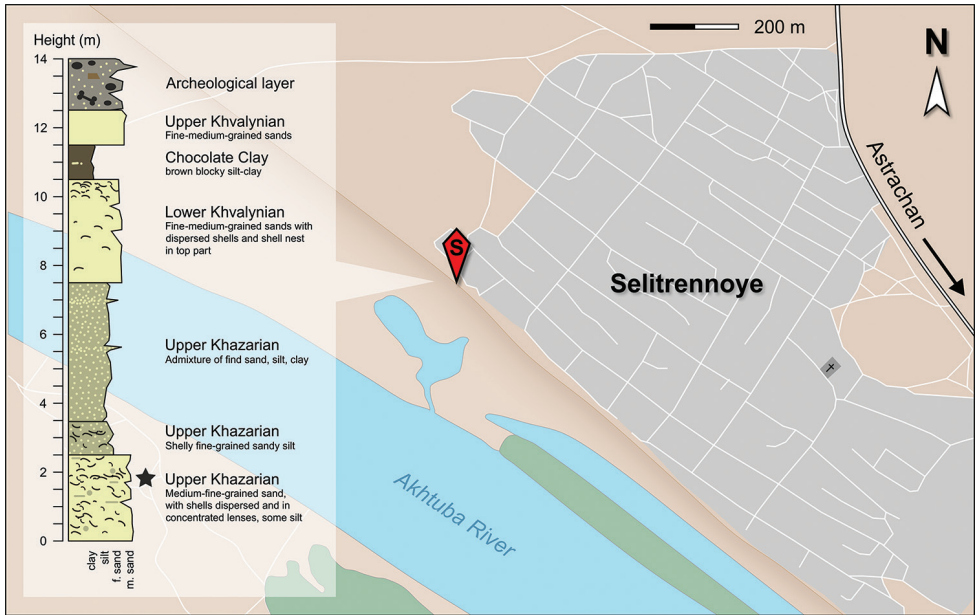 Height (m)
14
12
10
8
6
4
2
0
clay
silt
f. sand
m. sand
Archeological layer
Upper Khvalynian
Fine-medium-grained sands
Chocolate Clay
brown blocky silt-clay
Lower Khvalynian
Fine-medium-grained sands with
dispersed shells and shell nest
in top part
Upper Khazarian
Admixture of find sand, silt, clay
Upper Khazarian
Shelly fine-grained sandy silt
Upper Khazarian
Medium-fine-grained sand,
with shells dispersed and in
concentrated lenses, some silt
200 m
N
Astrachan
S
Selitrennoye
Akhtuba River